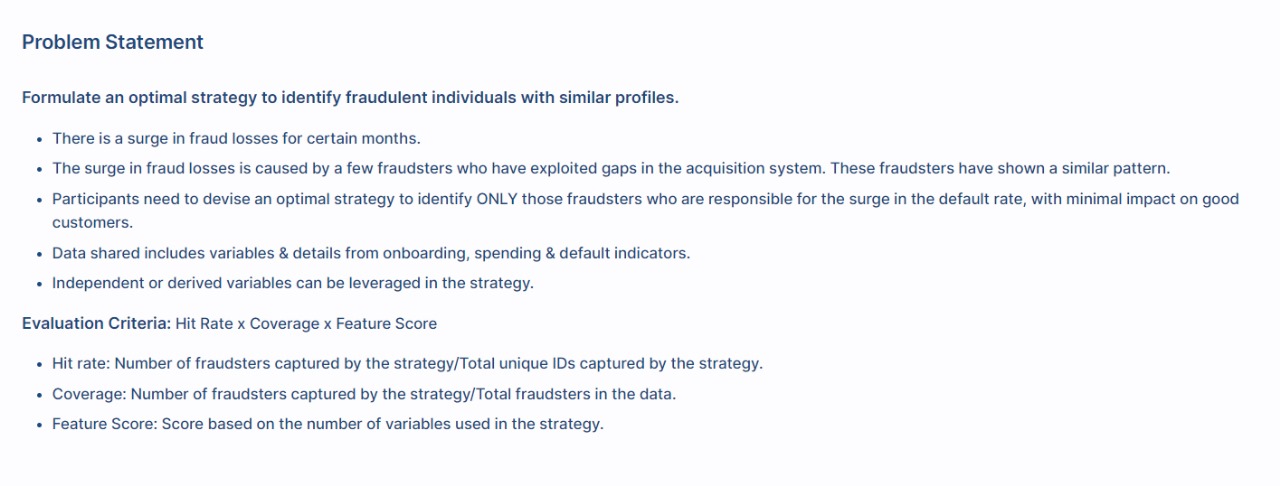 Problem Statement
Formulate an optimal strategy to identify fraudulent individuals with similar profiles.
• There is a surge in fraud losses for certain months.
• The surge in fraud losses is caused by a few fraudsters who have exploited gaps in the acquisition system. These fraudsters have shown a similar pattern.
• Participants need to devise an optimal strategy to identify ONLY those fraudsters who are responsible for the surge in the default rate, with minimal impact on good
customers.
• Data shared includes variables & details from onboarding, spending & default indicators.
• Independent or derived variables can be leveraged in the strategy.
Evaluation Criteria: Hit Rate x Coverage x Feature Score
• Hit rate: Number of fraudsters captured by the strategy/Total unique IDs captured by the strategy.
• Coverage: Number of fraudsters captured by the strategy/Total fraudsters in the data.
• Feature Score: Score based on the number of variables used in the strategy.